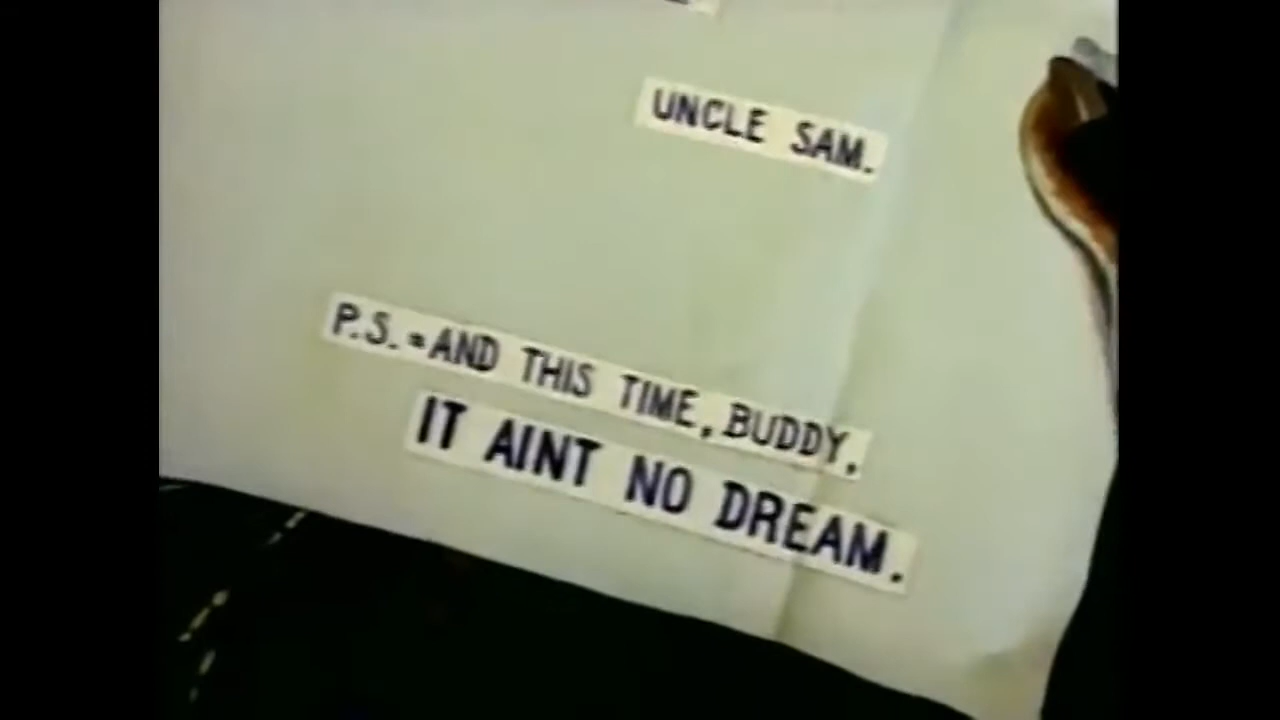 UNCLE SAM.
P.S.=AND THIS TIME, BUDDY,
IT AINT NO DREAM.